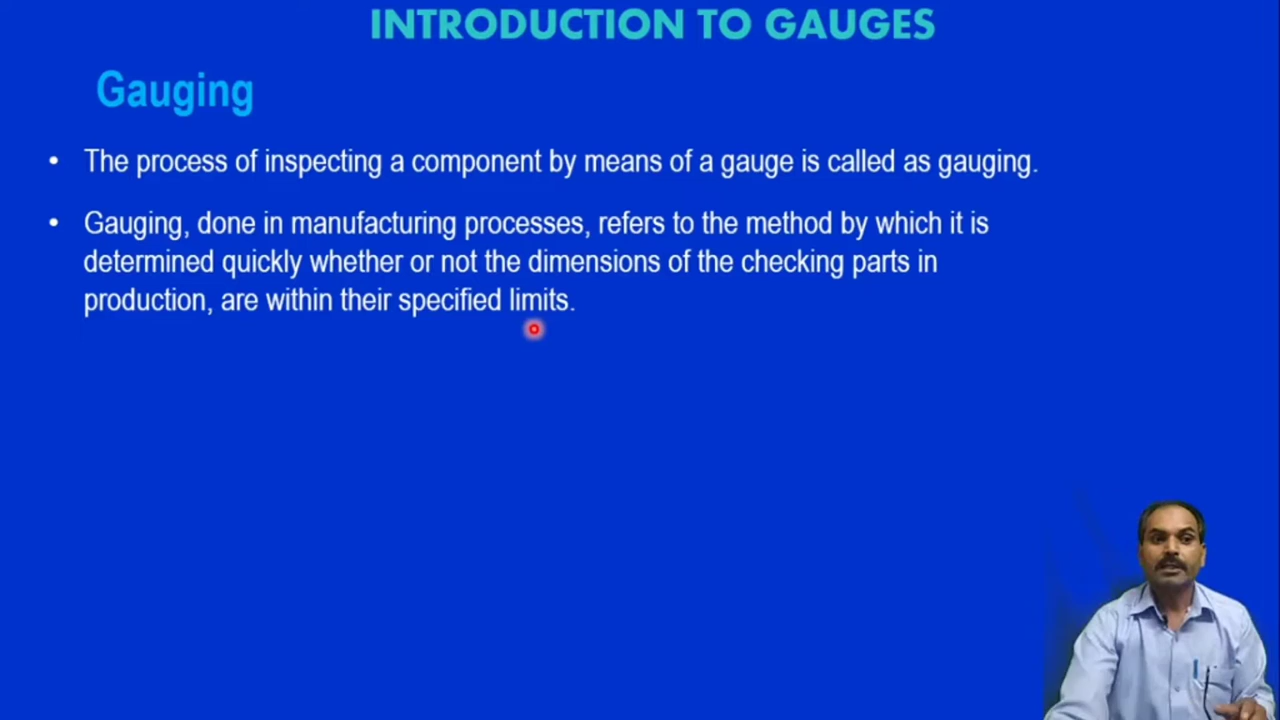 INTRODUCTION TO GAUGES
Gauging
• The process of inspecting a component by means of a gauge is called as gauging.
• Gauging, done in manufacturing processes, refers to the method by which it is
determined quickly whether or not the dimensions of the checking parts in
production, are within their specified limits.